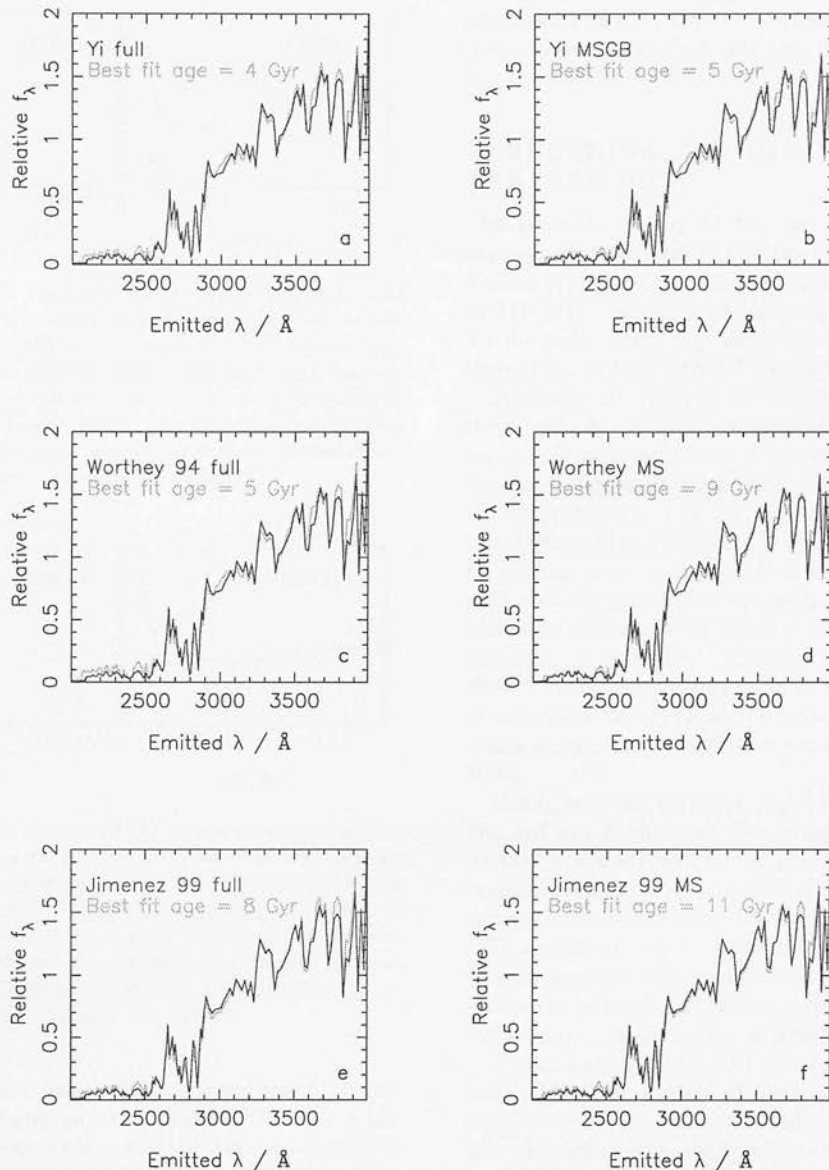 Yi full
Best fit age = 4 Gyr
a
2
1.5
1
0.5
0
Relative fλ
2500 3000 3500
Emitted λ / Å
Yi MSGB
Best fit age = 5 Gyr
b
2
1.5
1
0.5
0
Relative fλ
2500 3000 3500
Emitted λ / Å
Worthey 94 full
Best fit age = 5 Gyr
c
2
1.5
1
0.5
0
Relative fλ
2500 3000 3500
Emitted λ / Å
Worthey MS
Best fit age = 9 Gyr
d
2
1.5
1
0.5
0
Relative fλ
2500 3000 3500
Emitted λ / Å
Jimenez 99 full
Best fit age = 8 Gyr
e
2
1.5
1
0.5
0
Relative fλ
2500 3000 3500
Emitted λ / Å
Jimenez 99 MS
Best fit age = 11 Gyr
f
2
1.5
1
0.5
0
Relative fλ
2500 3000 3500
Emitted λ / Å